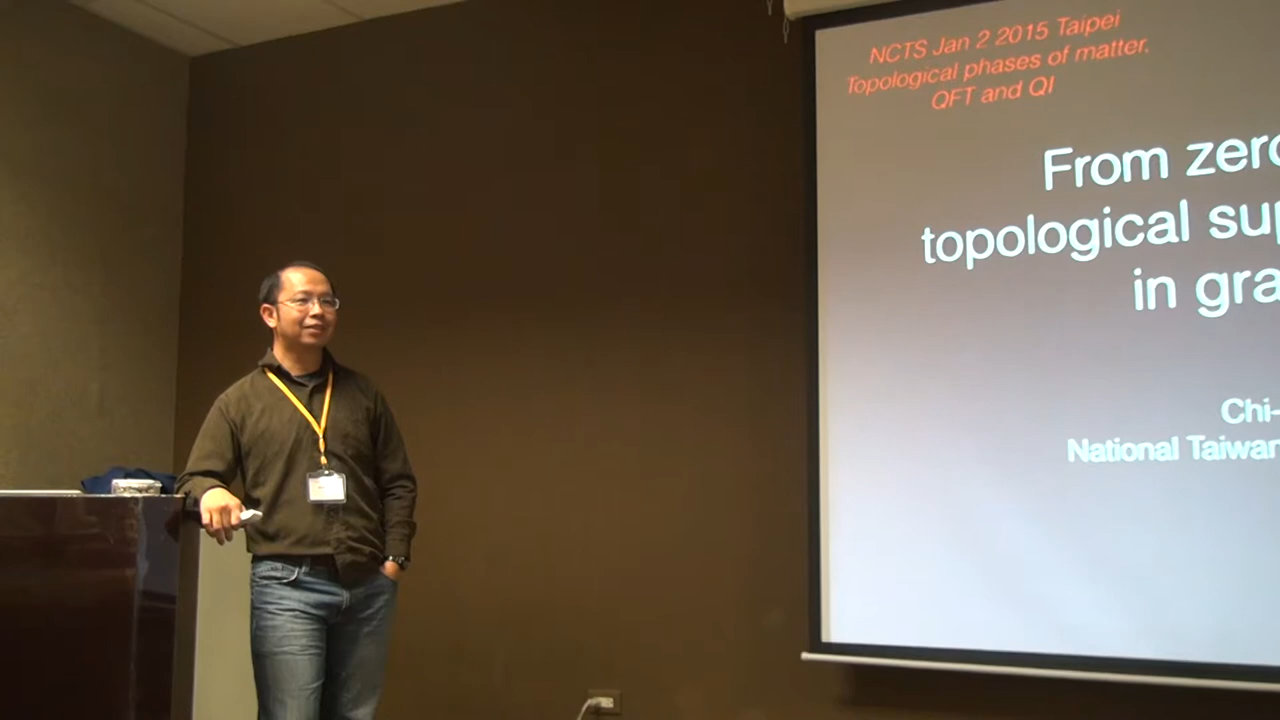 NCTS Jan 2 2015 Taipei
Topological phases of matter.
QFT and QI
From zero
topological sup
in gra
Chi-
National Taiwan